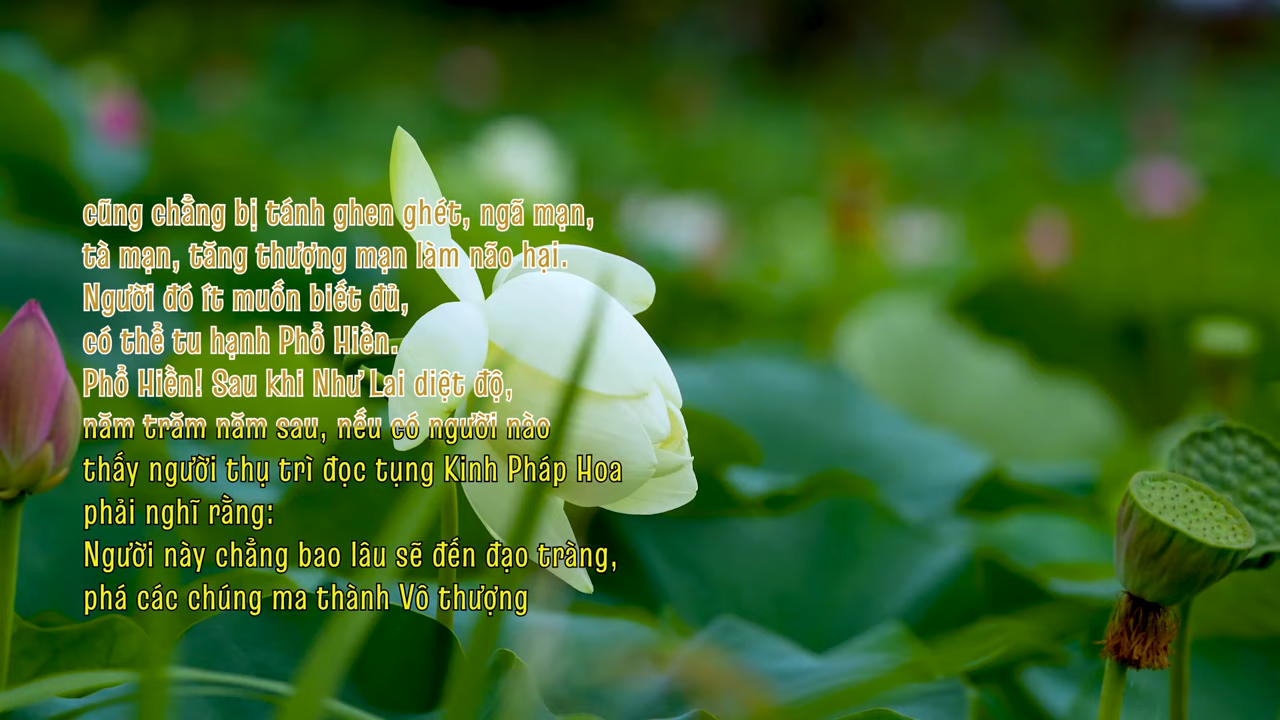 cũng chẳng bị tánh ghen ghét, ngã mạn,
tà mạn, tăng thượng mạn làm não hại.
Người đó ít muốn biết đủ,
có thể tu hạnh Phổ Hiền.
Phổ Hiền! Sau khi Như Lai diệt độ,
năm trăm năm sau, nếu có người nào
thấy người thụ trì đọc tụng Kinh Pháp Hoa
phải nghĩ rằng:
Người này chẳng bao lâu sẽ đến đạo tràng,
phá các chúng ma thành Vô thượng